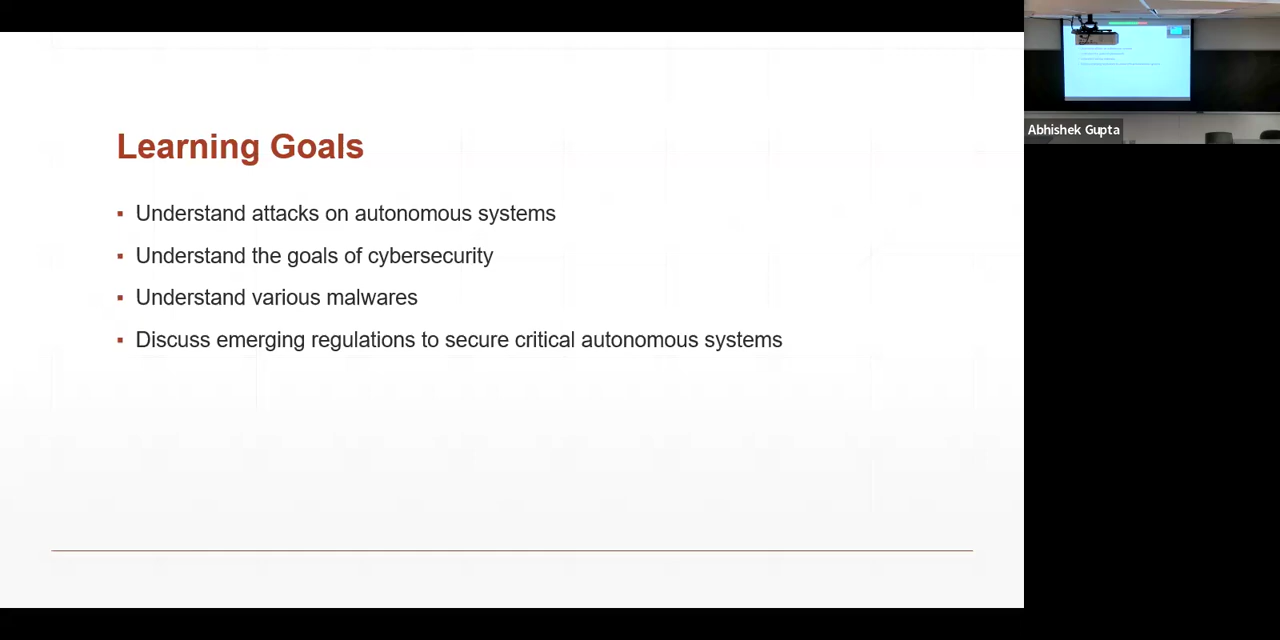 Learning Goals
▪ Understand attacks on autonomous systems
▪ Understand the goals of cybersecurity
▪ Understand various malwares
▪ Discuss emerging regulations to secure critical autonomous systems
Abhishek Gupta